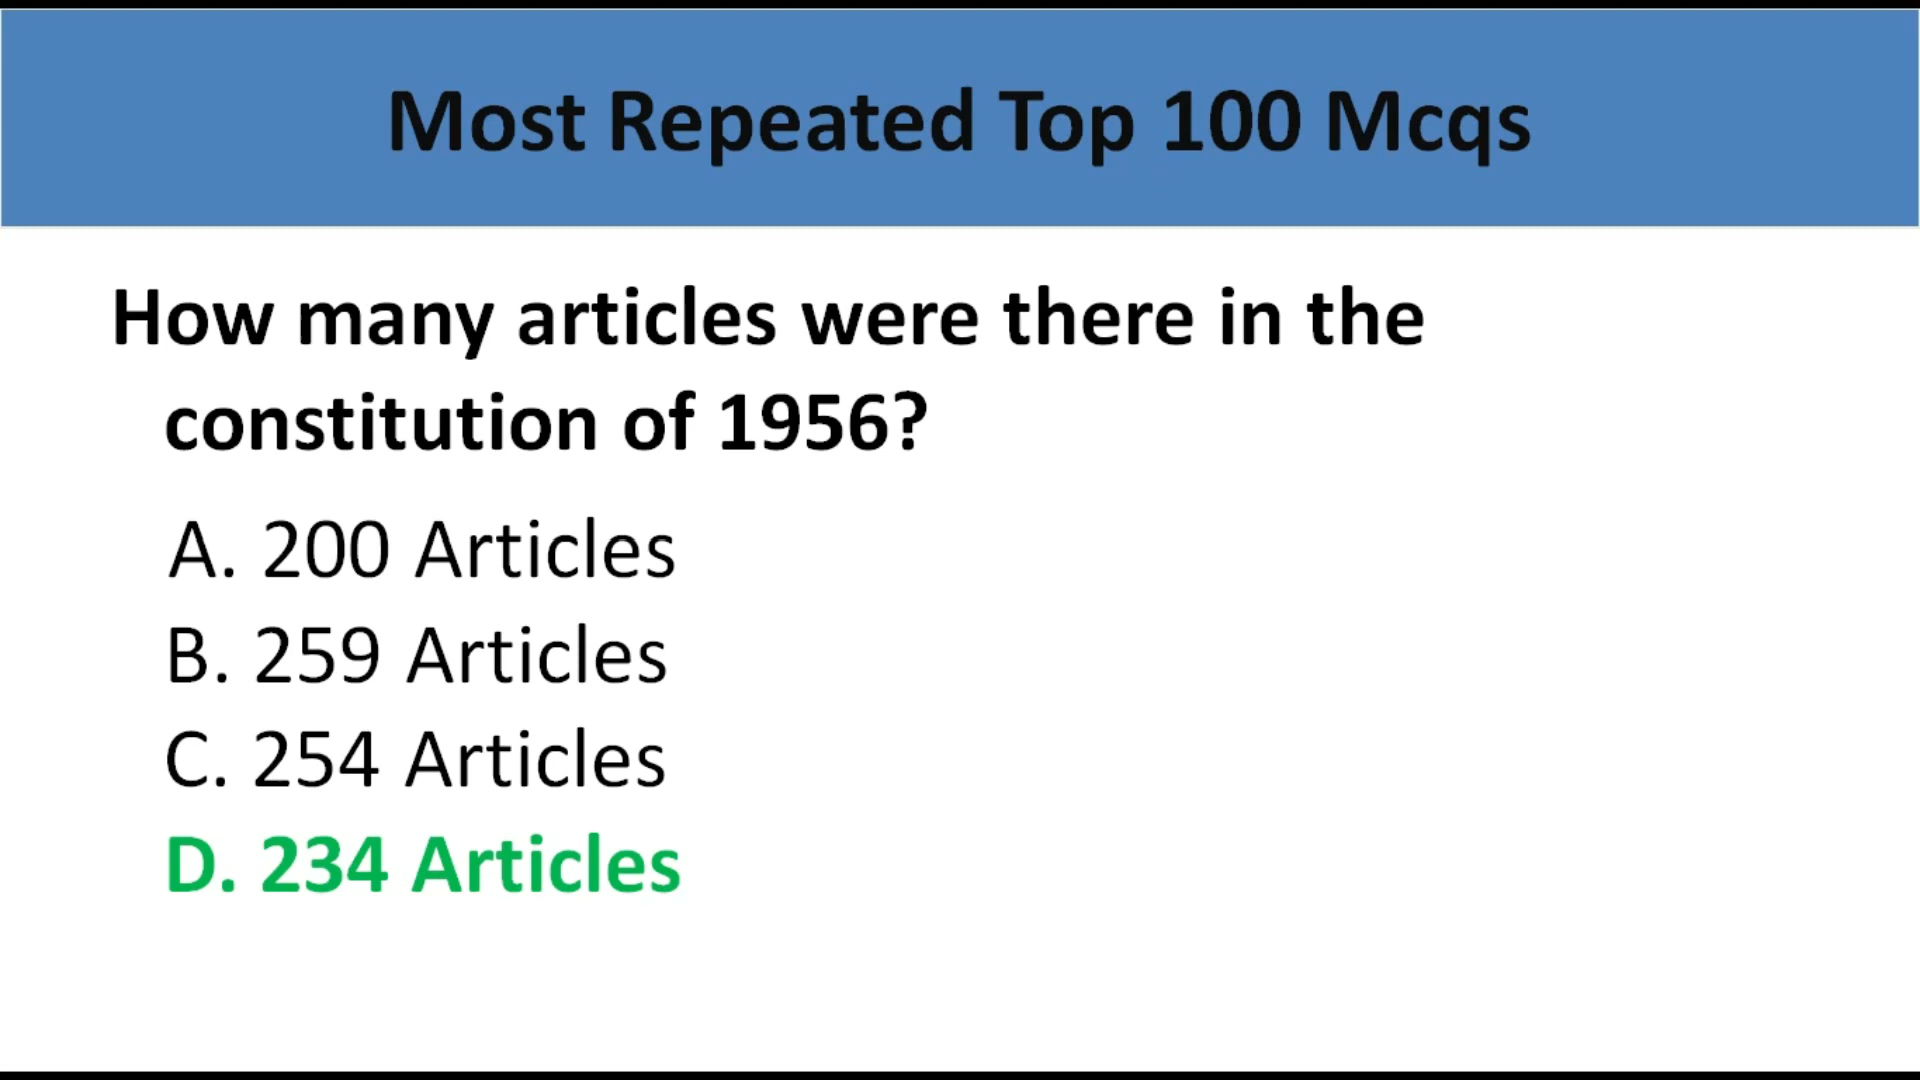 Most Repeated Top 100 Mcqs
How many articles were there in the
constitution of 1956?
A. 200 Articles
B. 259 Articles
C. 254 Articles
D. 234 Articles